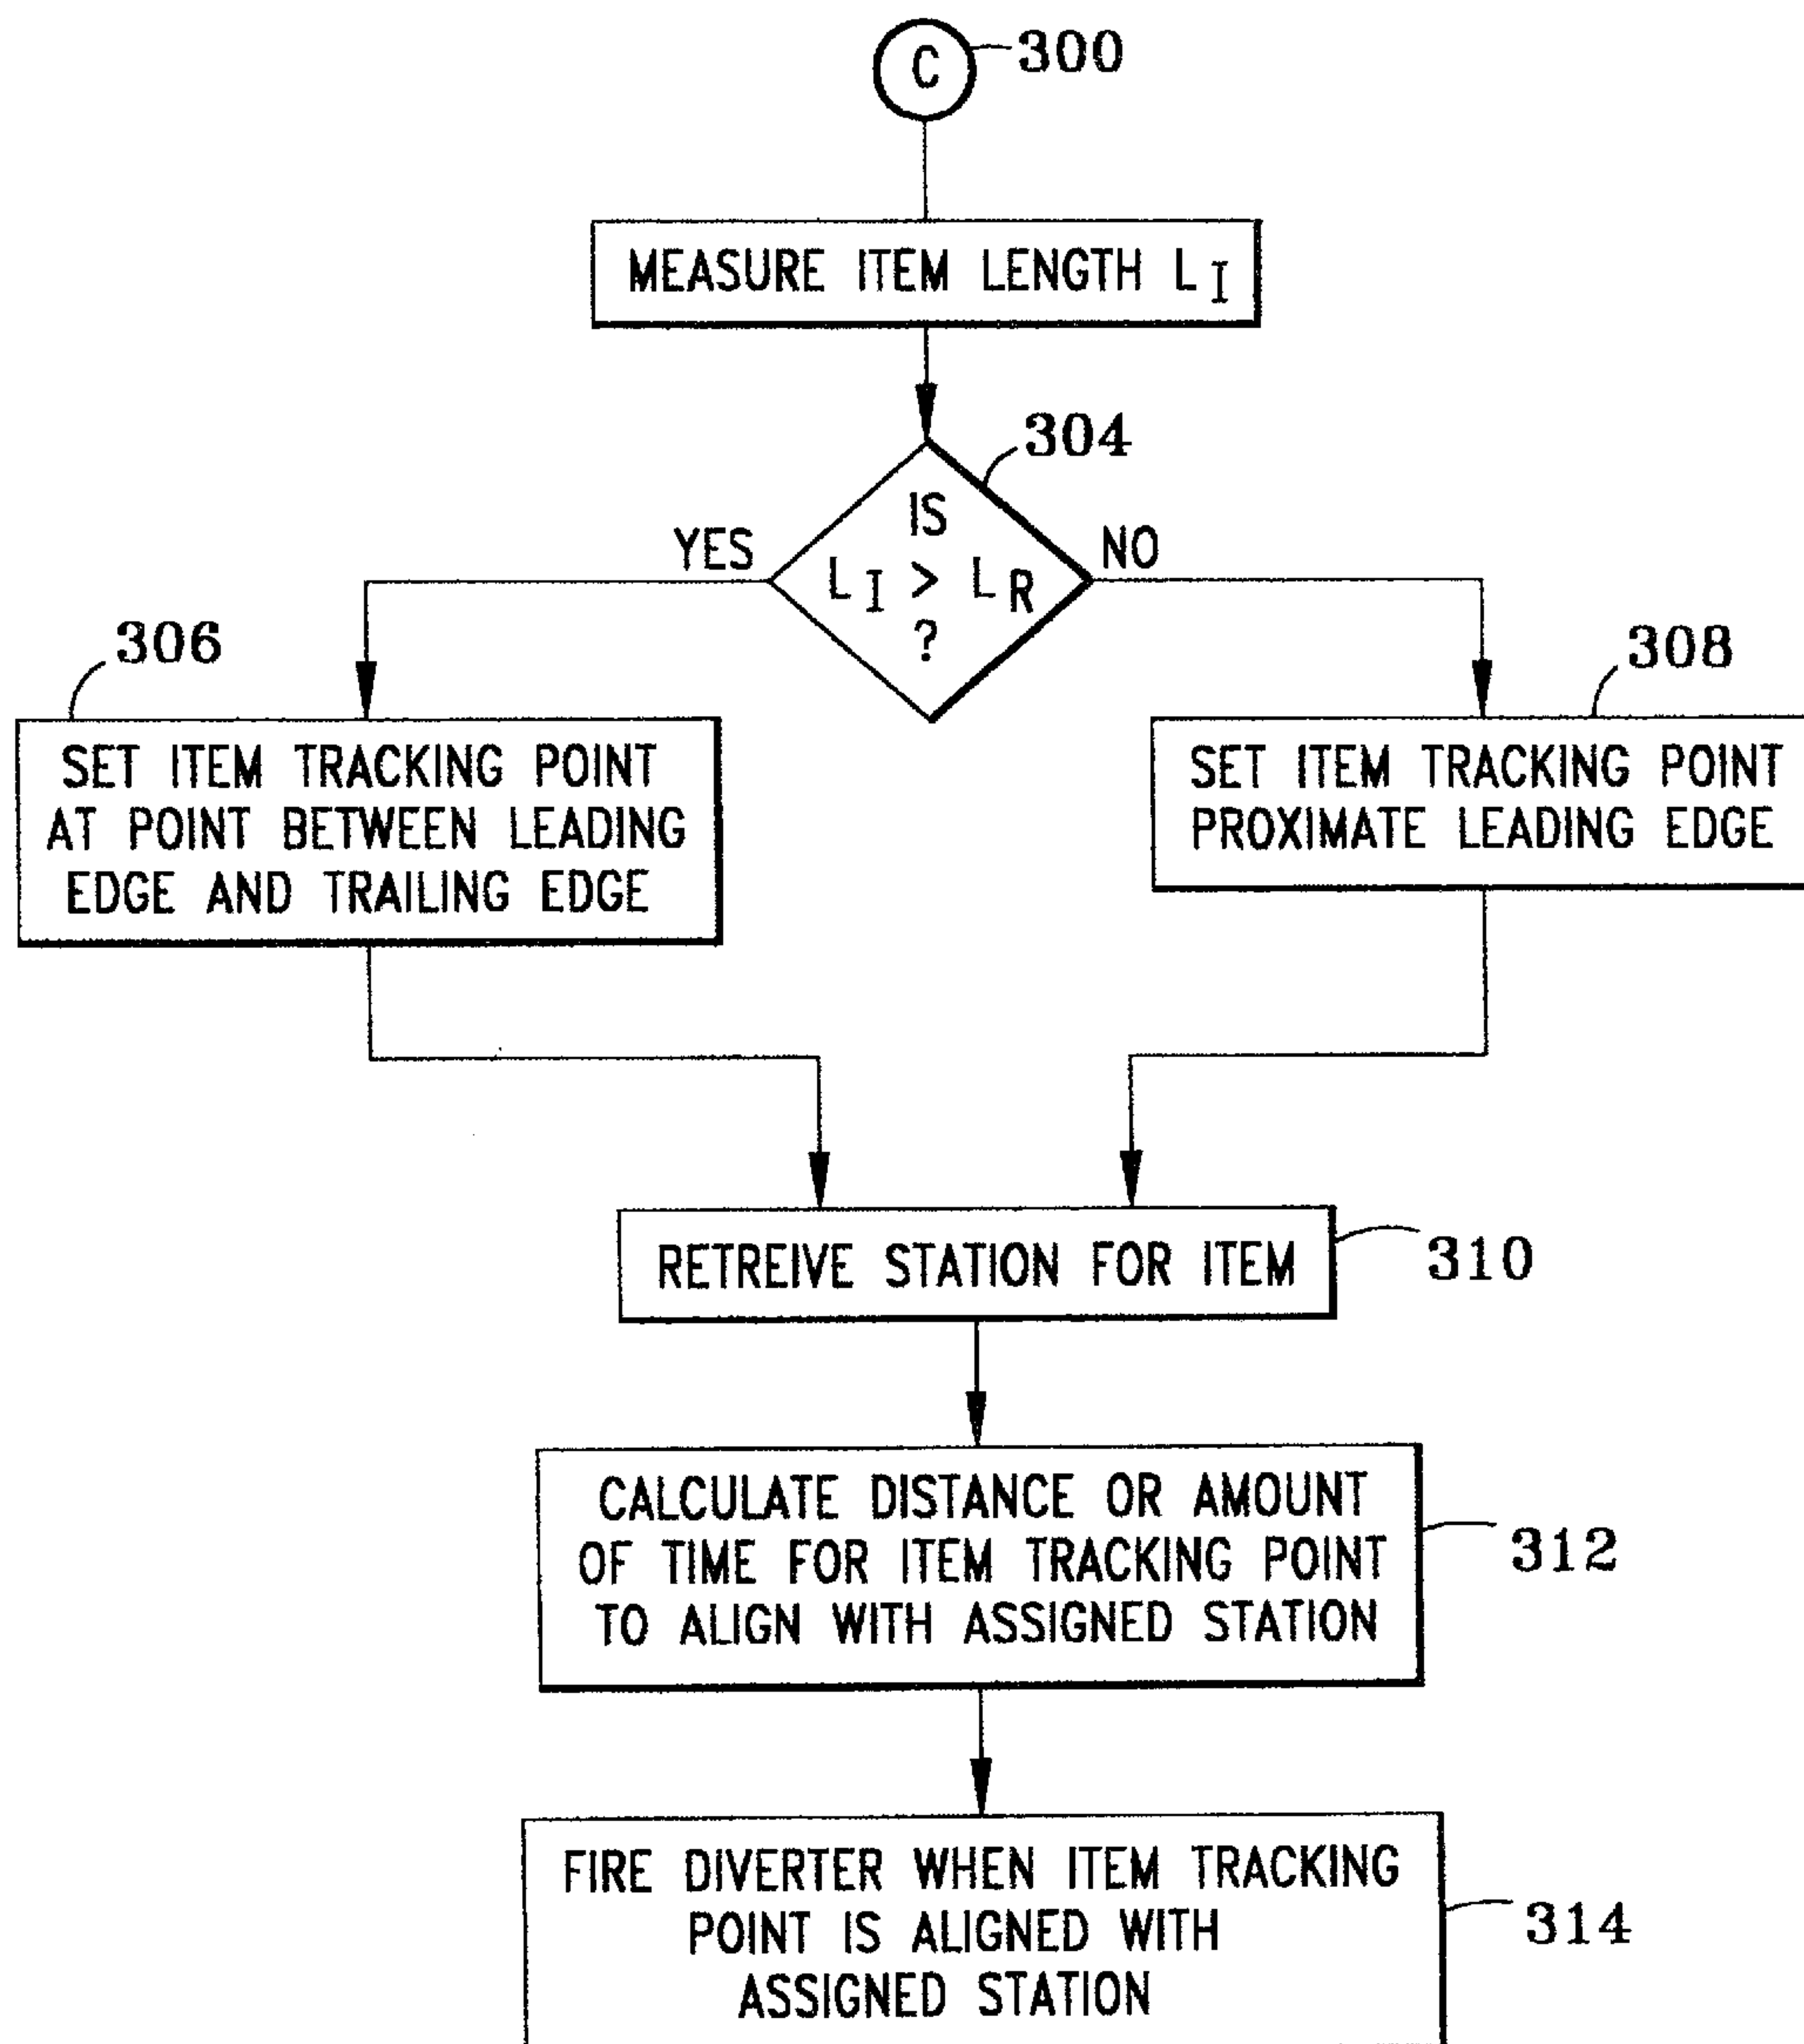 C
300
MEASURE ITEM LENGTH L I
304
IS
L I > L R
?
YES
NO
306
308
SET ITEM TRACKING POINT
AT POINT BETWEEN LEADING
EDGE AND TRAILING EDGE
SET ITEM TRACKING POINT
PROXIMATE LEADING EDGE
RETREIVE STATION FOR ITEM
310
CALCULATE DISTANCE OR AMOUNT
OF TIME FOR ITEM TRACKING POINT
TO ALIGN WITH ASSIGNED STATION
312
FIRE DIVERTER WHEN ITEM TRACKING
POINT IS ALIGNED WITH
ASSIGNED STATION
314